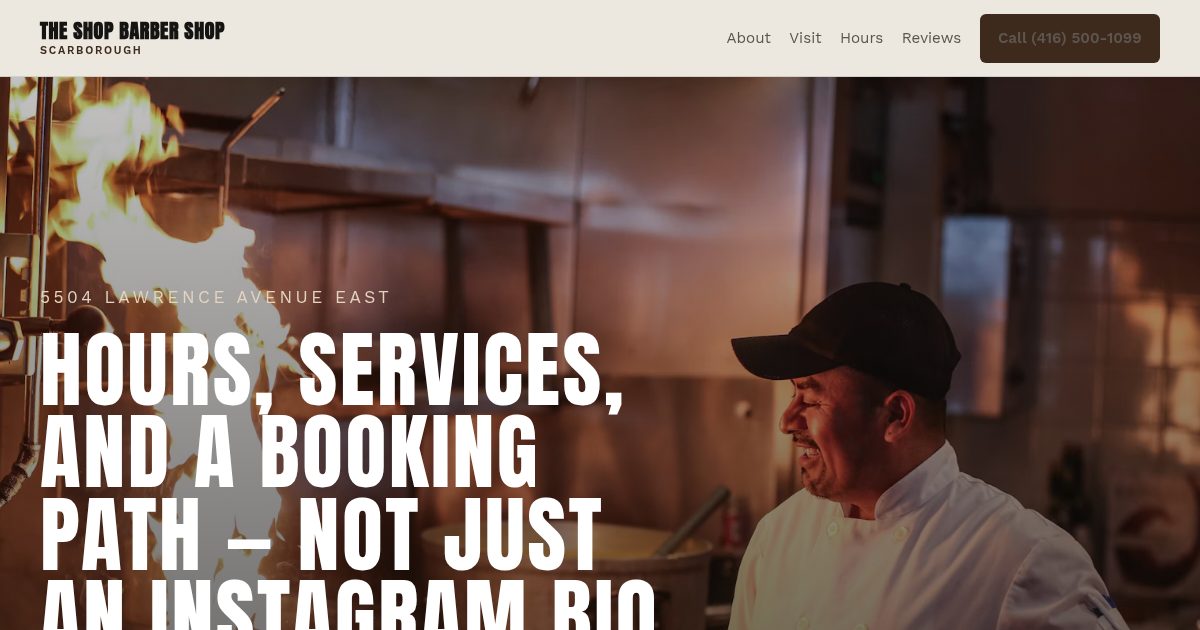 THE SHOP BARBER SHOP
SCARBOROUGH
About Visit Hours Reviews Call (416) 500-1099
5504 LAWRENCE AVENUE EAST
HOURS, SERVICES,
AND A BOOKING
PATH — NOT JUST
AN INSTAGRAM BIO